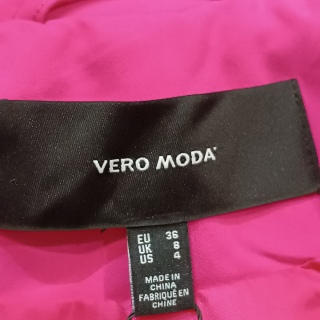 VERO MODA
EU 36
UK 8
US 4
MADE IN
CHINA
FABRIQUÉ EN
CHINE